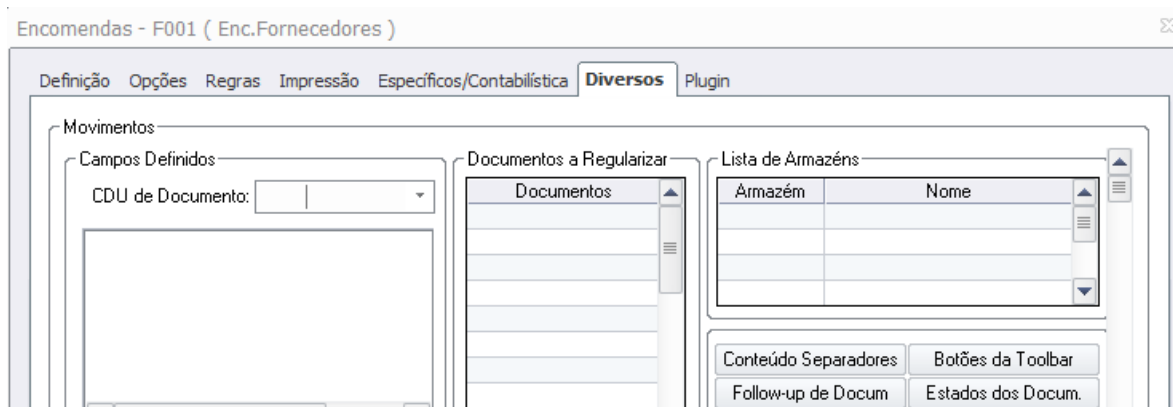 Encomendas - F001 ( Enc.Fornecedores )
Definição Opções Regras Impressão Específicos/Contabilística Diversos Plugin
Movimentos
Campos Definidos
CDU de Documento:
Documentos a Regularizar
Documentos
Lista de Armazéns
Armazém Nome
Conteúdo Separadores Botões da Toolbar
Follow-up de Docum Estados dos Docum.